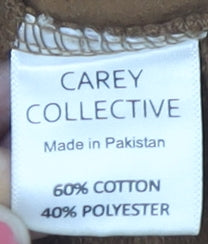 CAREY
COLLECTIVE
Made in Pakistan
60% COTTON
40% POLYESTER